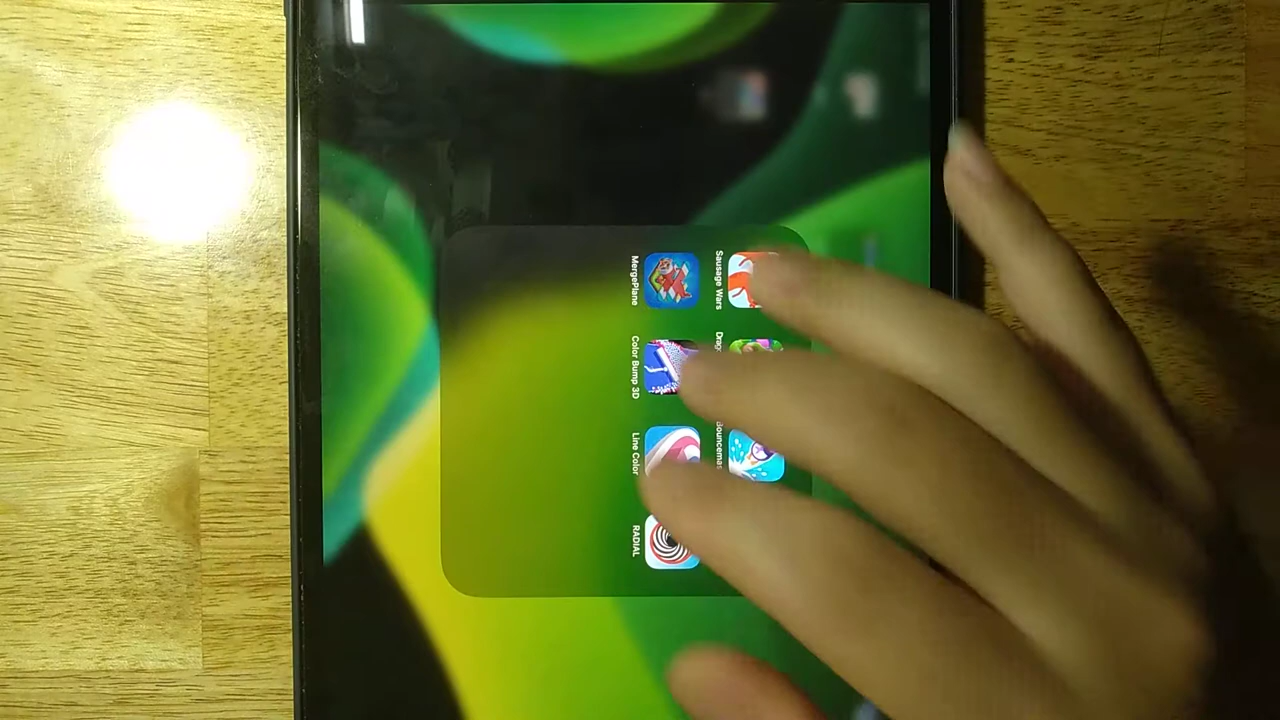 Sausage Wars
MergePlane
Color Bump 3D
Line Color
RADIAL